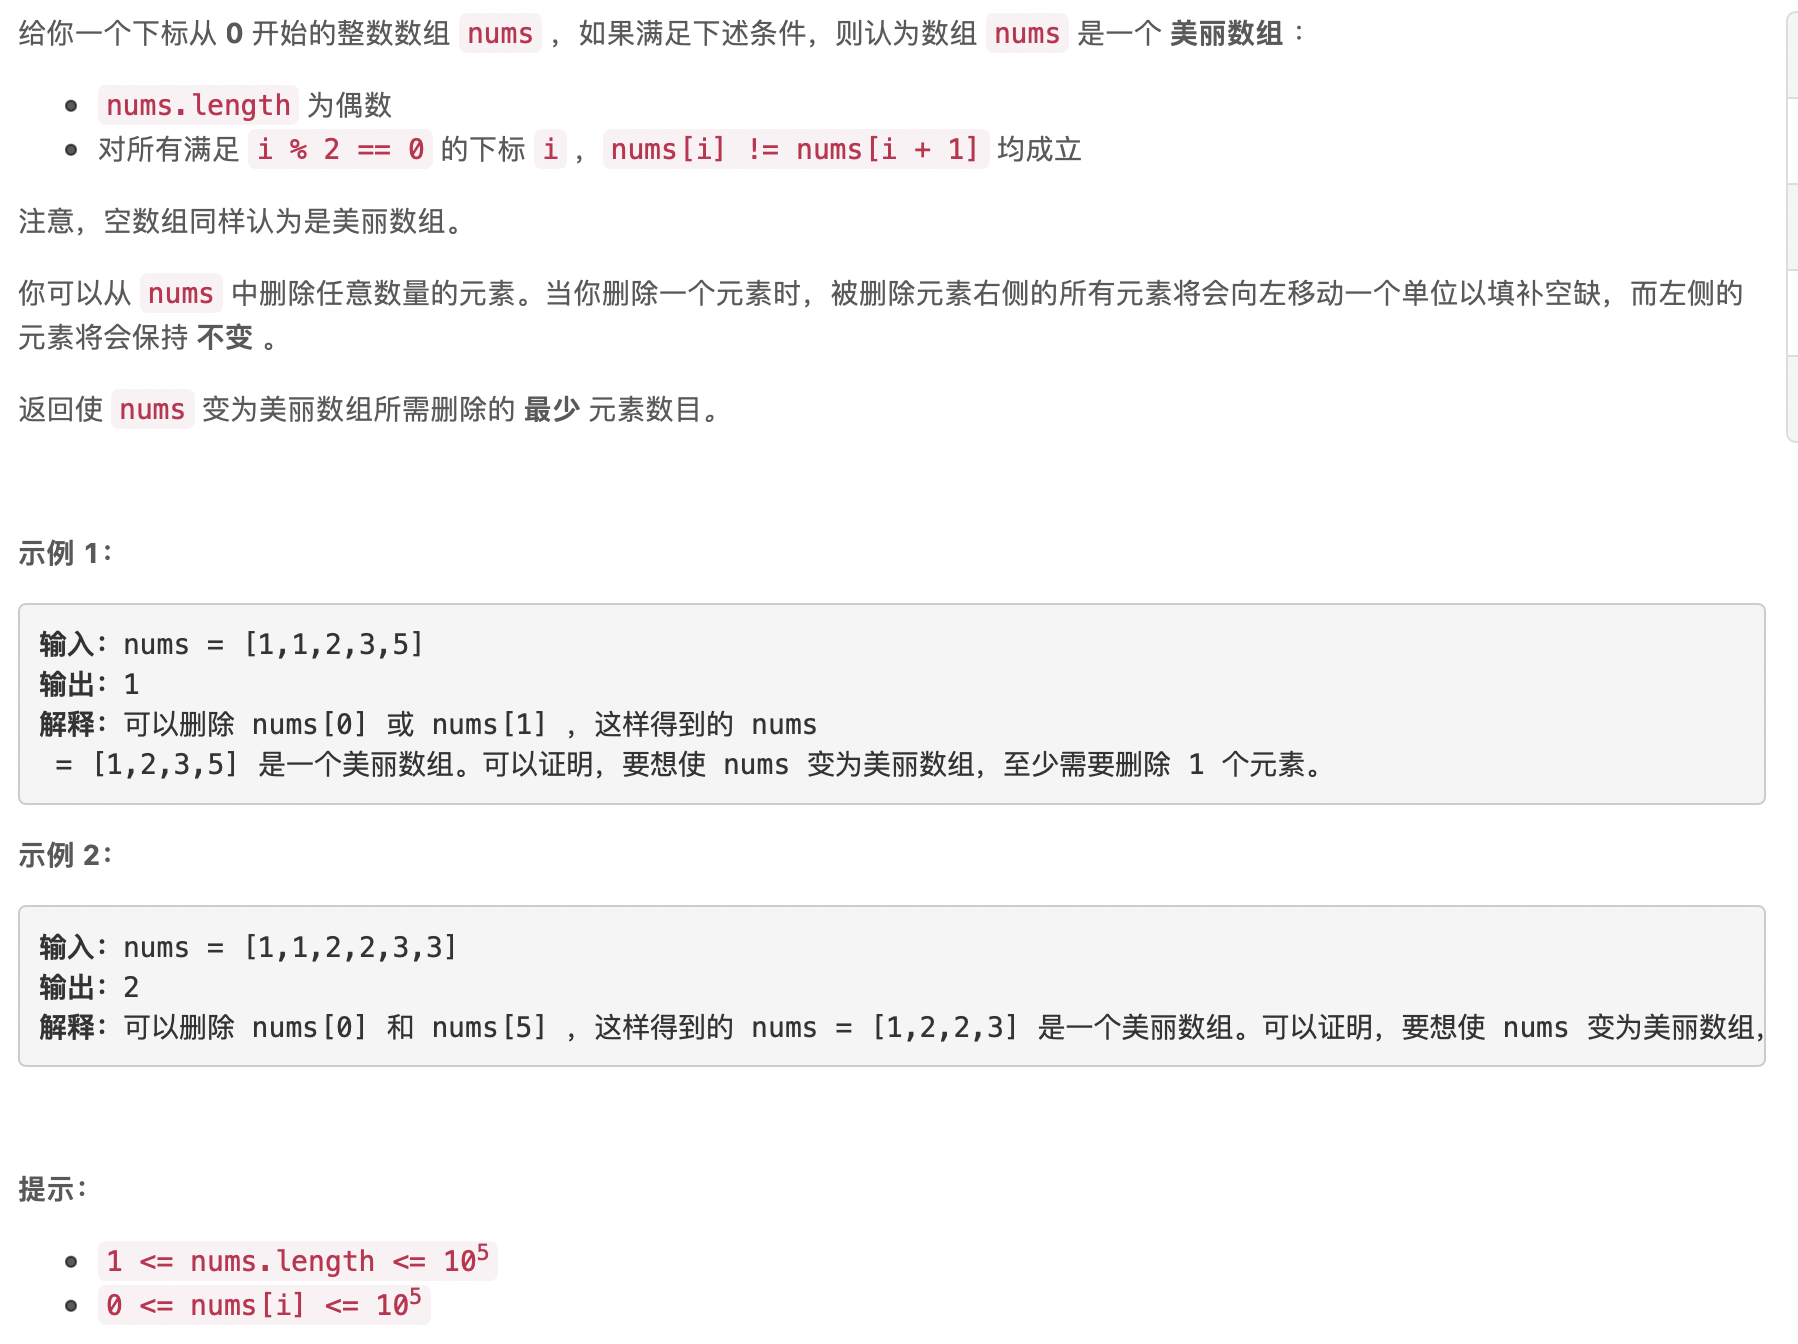 给你一个下标从 0 开始的整数数组 nums ，如果满足下述条件，则认为数组 nums 是一个 美丽数组 ：
nums.length 为偶数
对所有满足 i % 2 == 0 的下标 i ，nums[i] != nums[i + 1] 均成立
注意，空数组同样认为是美丽数组。
你可以从 nums 中删除任意数量的元素。当你删除一个元素时，被删除元素右侧的所有元素将会向左移动一个单位以填补空缺，而左侧的
元素将会保持 不变 。
返回使 nums 变为美丽数组所需删除的 最少 元素数目。
示例 1：
输入：nums = [1,1,2,3,5]
输出：1
解释：可以删除 nums[0] 或 nums[1] ，这样得到的 nums
= [1,2,3,5] 是一个美丽数组。可以证明，要想使 nums 变为美丽数组，至少需要删除 1 个元素。
示例 2：
输入：nums = [1,1,2,2,3,3]
输出：2
解释：可以删除 nums[0] 和 nums[5] ，这样得到的 nums = [1,2,2,3] 是一个美丽数组。可以证明，要想使 nums 变为美丽数组，
提示：
1 <= nums.length <= 10⁵
0 <= nums[i] <= 10⁵